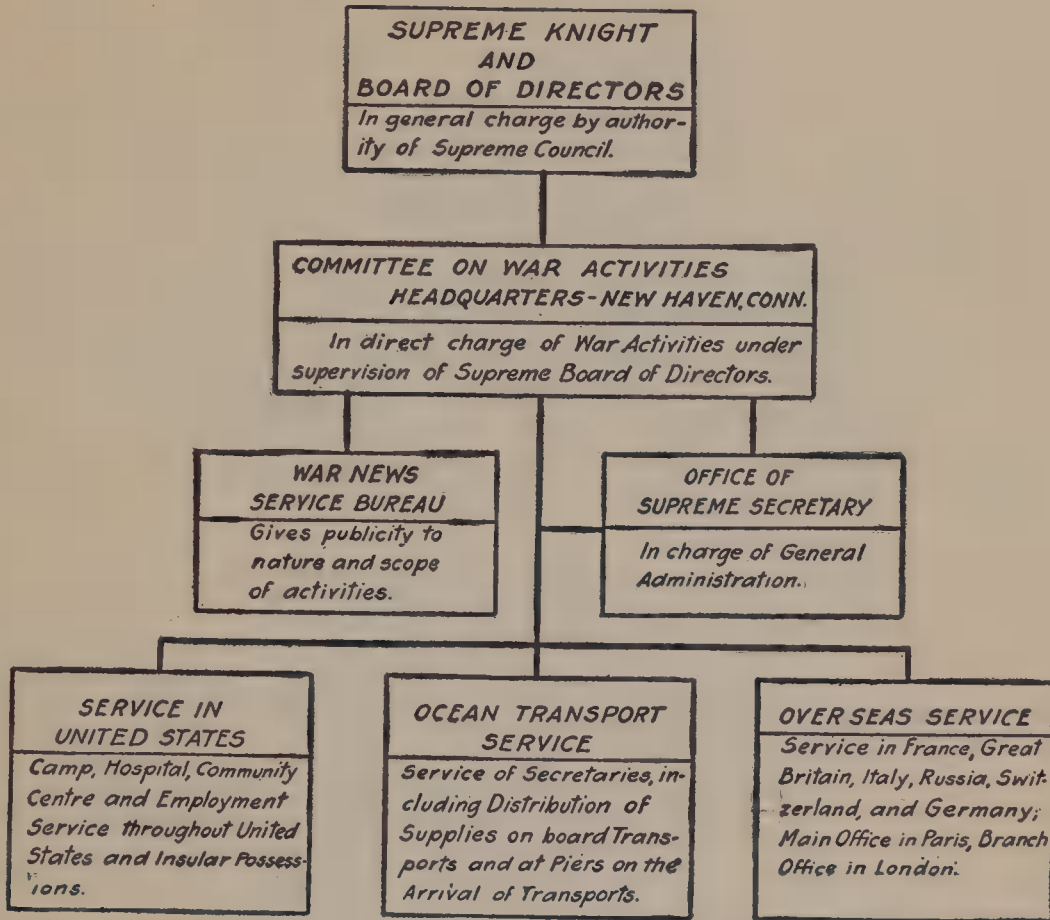 SUPREME KNIGHT
AND
BOARD OF DIRECTORS
In general charge by author-
ity of Supreme Council.
COMMITTEE ON WAR ACTIVITIES
HEADQUARTERS-NEW HAVEN, CONN.
In direct charge of War Activities under
supervision of Supreme Board of Directors.
WAR NEWS
SERVICE BUREAU
Gives publicity to
nature and scope
of activities.
OFFICE OF
SUPREME SECRETARY
In charge of General
Administration.
SERVICE IN
UNITED STATES
Camp, Hospital, Community
Centre and Employment
Service throughout United
States and Insular Possess-
ions.
OCEAN TRANSPORT
SERVICE
Service of Secretaries, in-
cluding Distribution of
Supplies on board Trans-
ports and at Piers on the
Arrival of Transports.
OVERSEAS SERVICE
Service in France, Great
Britain, Italy, Russia, Swit-
zerland, and Germany;
Main Office in Paris, Branch
Office in London.